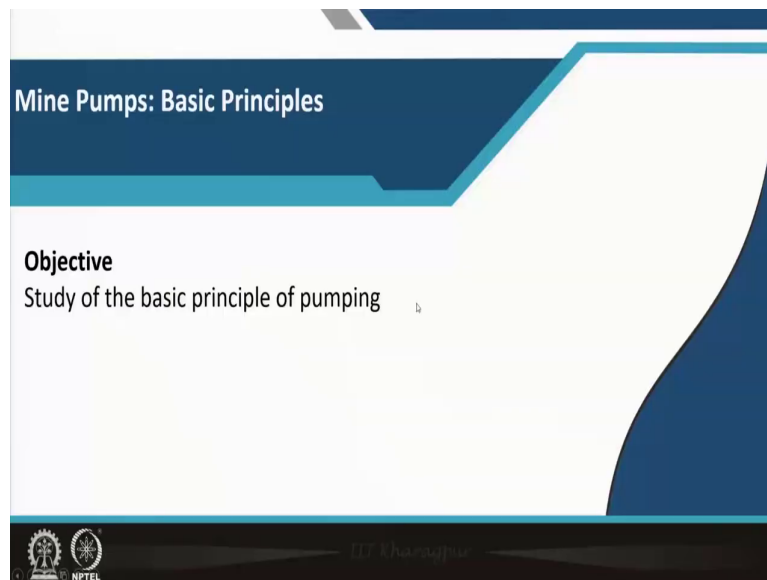 Mine Pumps: Basic Principles
Objective
Study of the basic principle of pumping
IIT Kharagpur
NPTEL